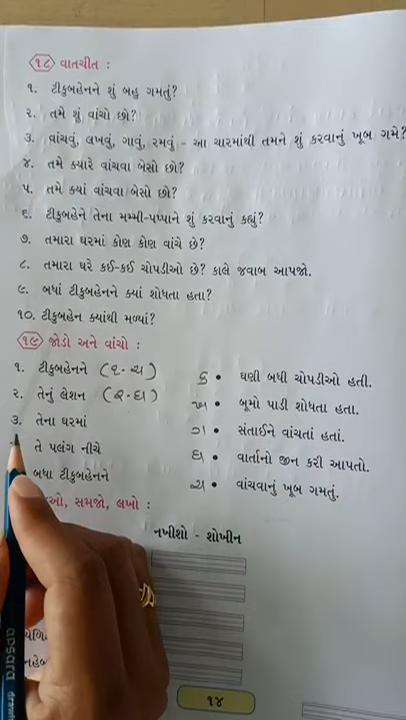 ૧૮ વાતચીત :
૧. ટીકુબહેનને શું બહુ ગમતું?
૨. તમે શું વાંચો છો?
૩. વાંચવું, લખવું, ગાવું, રમવું - આ ચારમાંથી તમને શું કરવાનું ખૂબ ગમે?
૪. તમે ક્યારે વાંચવા બેસો છો?
૫. તમે ક્યાં વાંચવા બેસો છો?
૬. ટીકુબહેને તેના મમ્મી-પપ્પાને શું કરવાનું કહ્યું?
૭. તમારા ઘરમાં કોણ કોણ વાંચે છે?
૮. તમારા ઘરે કઈ-કઈ ચોપડીઓ છે? કાલે જવાબ આપજો.
૯. બધાં ટીકુબહેનને ક્યાં શોધતા હતા?
૧૦. ટીકુબહેન ક્યાંથી મળ્યાં?
૧૯ જોડો અને વાંચો :
૧. ટીકુબહેનને (૧-ચ) ક • ઘણી બધી ચોપડીઓ હતી.
૨. તેનું લેશન (૨-ઘ) ખ • બૂમો પાડી શોધતા હતા.
૩. તેના ઘરમાં ગ • સંતાઈને વાંચતાં હતાં.
તે પલંગ નીચે ઘ • વાર્તાનો જીન કરી આપતો.
બધા ટીકુબહેનને ચ • વાંચવાનું ખૂબ ગમતું.
સમજો, લખો :
નખીશો - શોખીન
apsara
૧૪